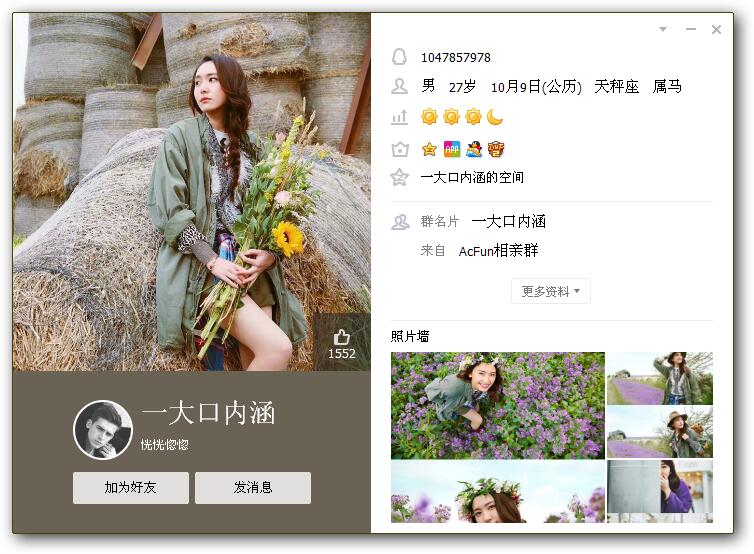 1552
一大口内涵
恍恍惚惚
加为好友 发消息
1047857978
男 27岁 10月9日(公历) 天秤座 属马
APP
一大口内涵的空间
群名片 一大口内涵
来自 AcFun相亲群
更多资料
照片墙